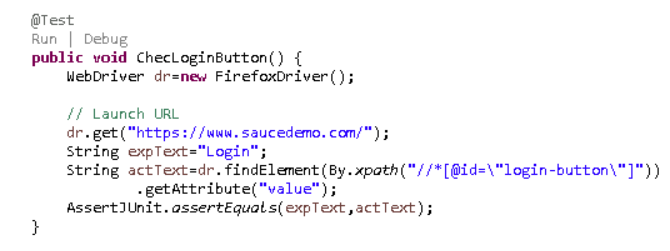 @Test
Run | Debug
public void ChecLoginButton() {
WebDriver dr=new FirefoxDriver();
// Launch URL
dr.get("https://www.saucedemo.com/");
String expText="Login";
String actText=dr.findElement(By.xpath("//*[@id=\"login-button\"]"))
.getAttribute("value");
AssertJUnit.assertEquals(expText,actText);
}